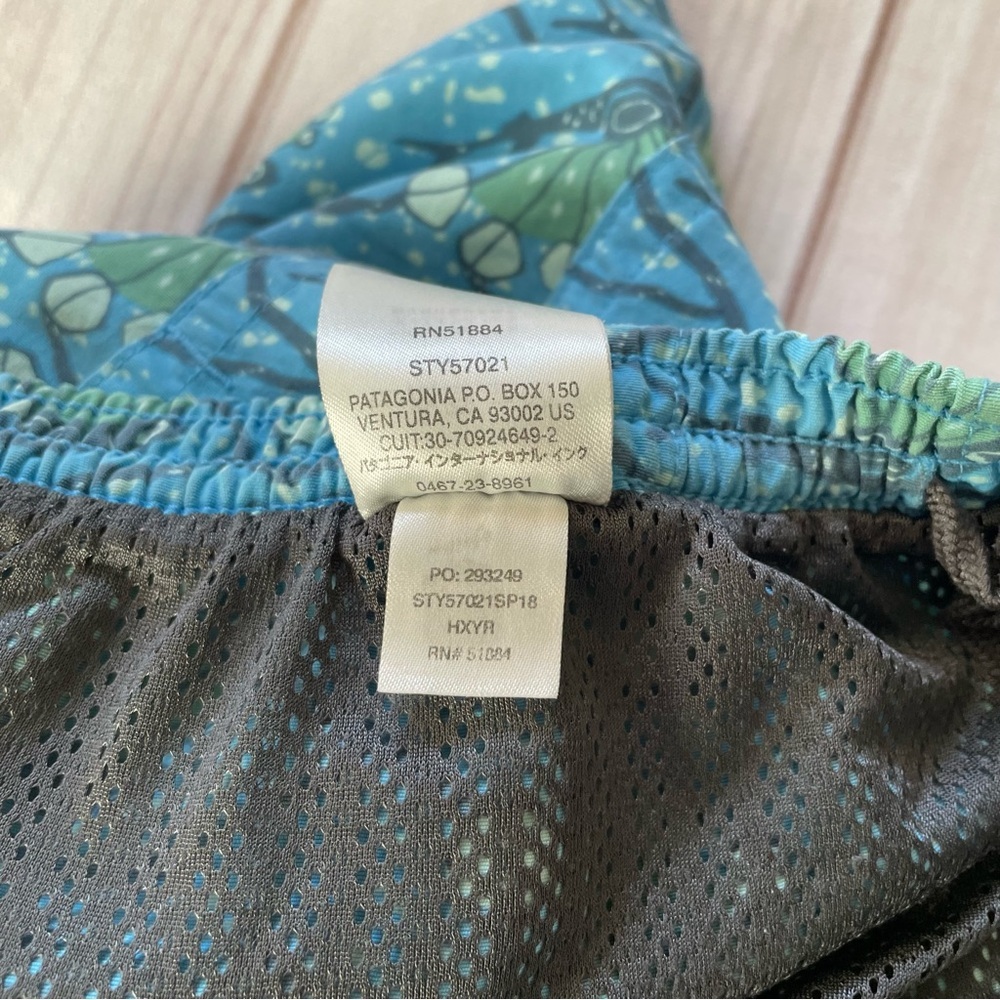 RN51884
STY57021
PATAGONIA P.O. BOX 150
VENTURA, CA 93002 US
CUIT:30-70924649-2
パタゴニア・インターナショナル・インク
0467-23-8961
PO: 293249
STY57021SP18
HXYR
RN# 51884